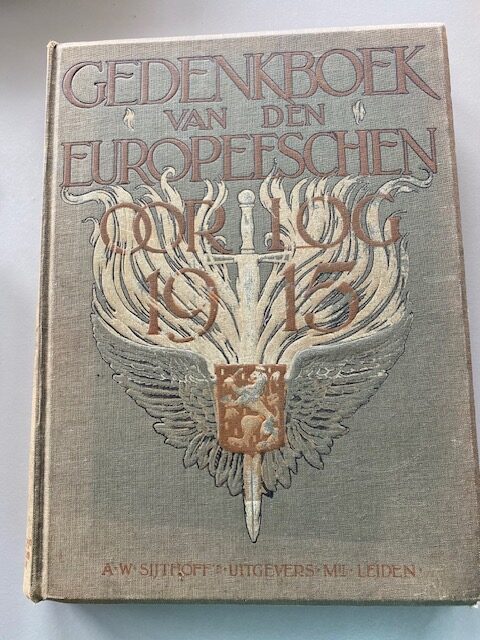 GEDENKBOEK
VAN DEN
EUROPEESCHEN
OORLOG
1915
A·W·SIJTHOFF'S·UITGEVERS·Mij·LEIDEN·